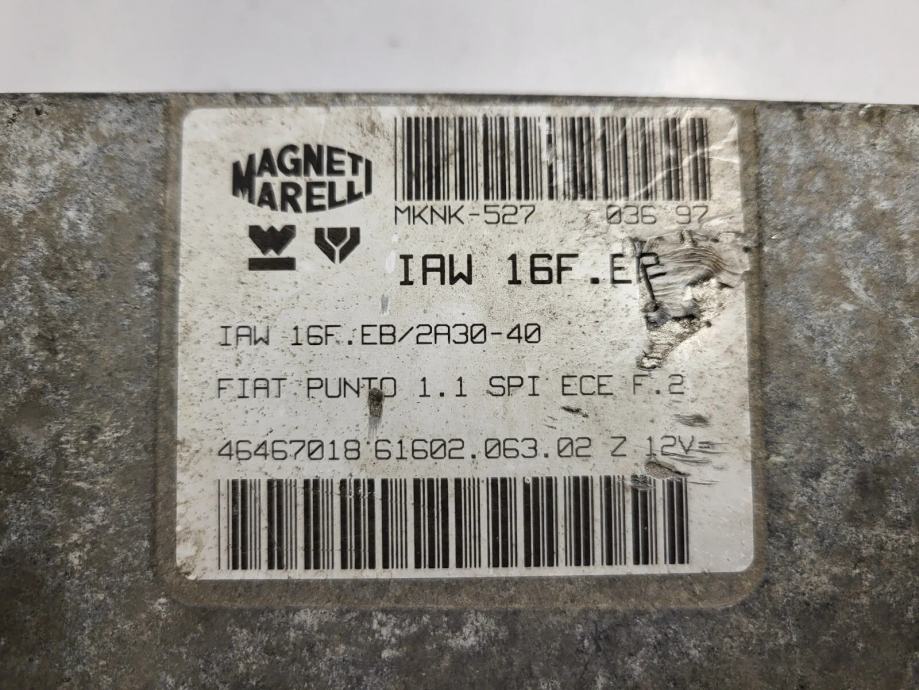 MAGNETI
MARELLI
MKNK-527 036 97
IAW 16F.EB
IAW 16F.EB/2A30-40
FIAT PUNTO 1.1 SPI ECE F.2
46467018 61602.063.02 Z 12V=